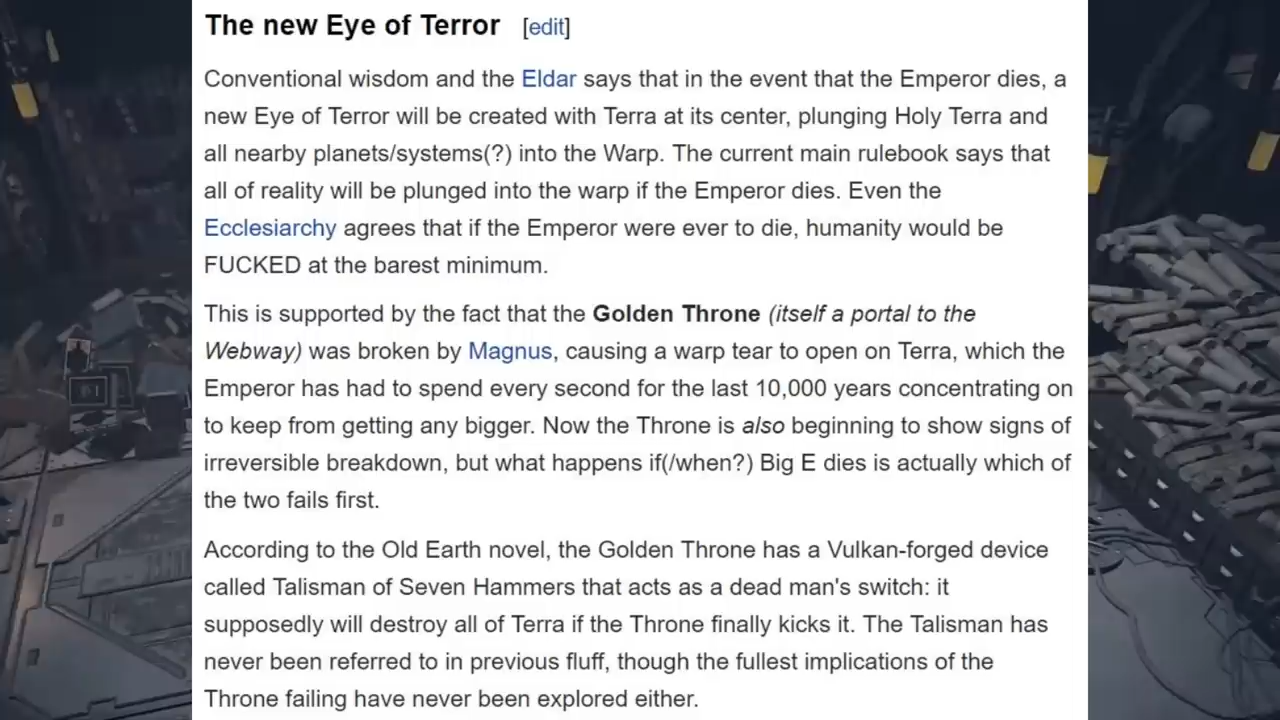 The new Eye of Terror [edit]
Conventional wisdom and the Eldar says that in the event that the Emperor dies, a
new Eye of Terror will be created with Terra at its center, plunging Holy Terra and
all nearby planets/systems(?) into the Warp. The current main rulebook says that
all of reality will be plunged into the warp if the Emperor dies. Even the
Ecclesiarchy agrees that if the Emperor were ever to die, humanity would be
FUCKED at the barest minimum.
This is supported by the fact that the Golden Throne (itself a portal to the
Webway) was broken by Magnus, causing a warp tear to open on Terra, which the
Emperor has had to spend every second for the last 10,000 years concentrating on
to keep from getting any bigger. Now the Throne is also beginning to show signs of
irreversible breakdown, but what happens if(/when?) Big E dies is actually which of
the two fails first.
According to the Old Earth novel, the Golden Throne has a Vulkan-forged device
called Talisman of Seven Hammers that acts as a dead man's switch: it
supposedly will destroy all of Terra if the Throne finally kicks it. The Talisman has
never been referred to in previous fluff, though the fullest implications of the
Throne failing have never been explored either.